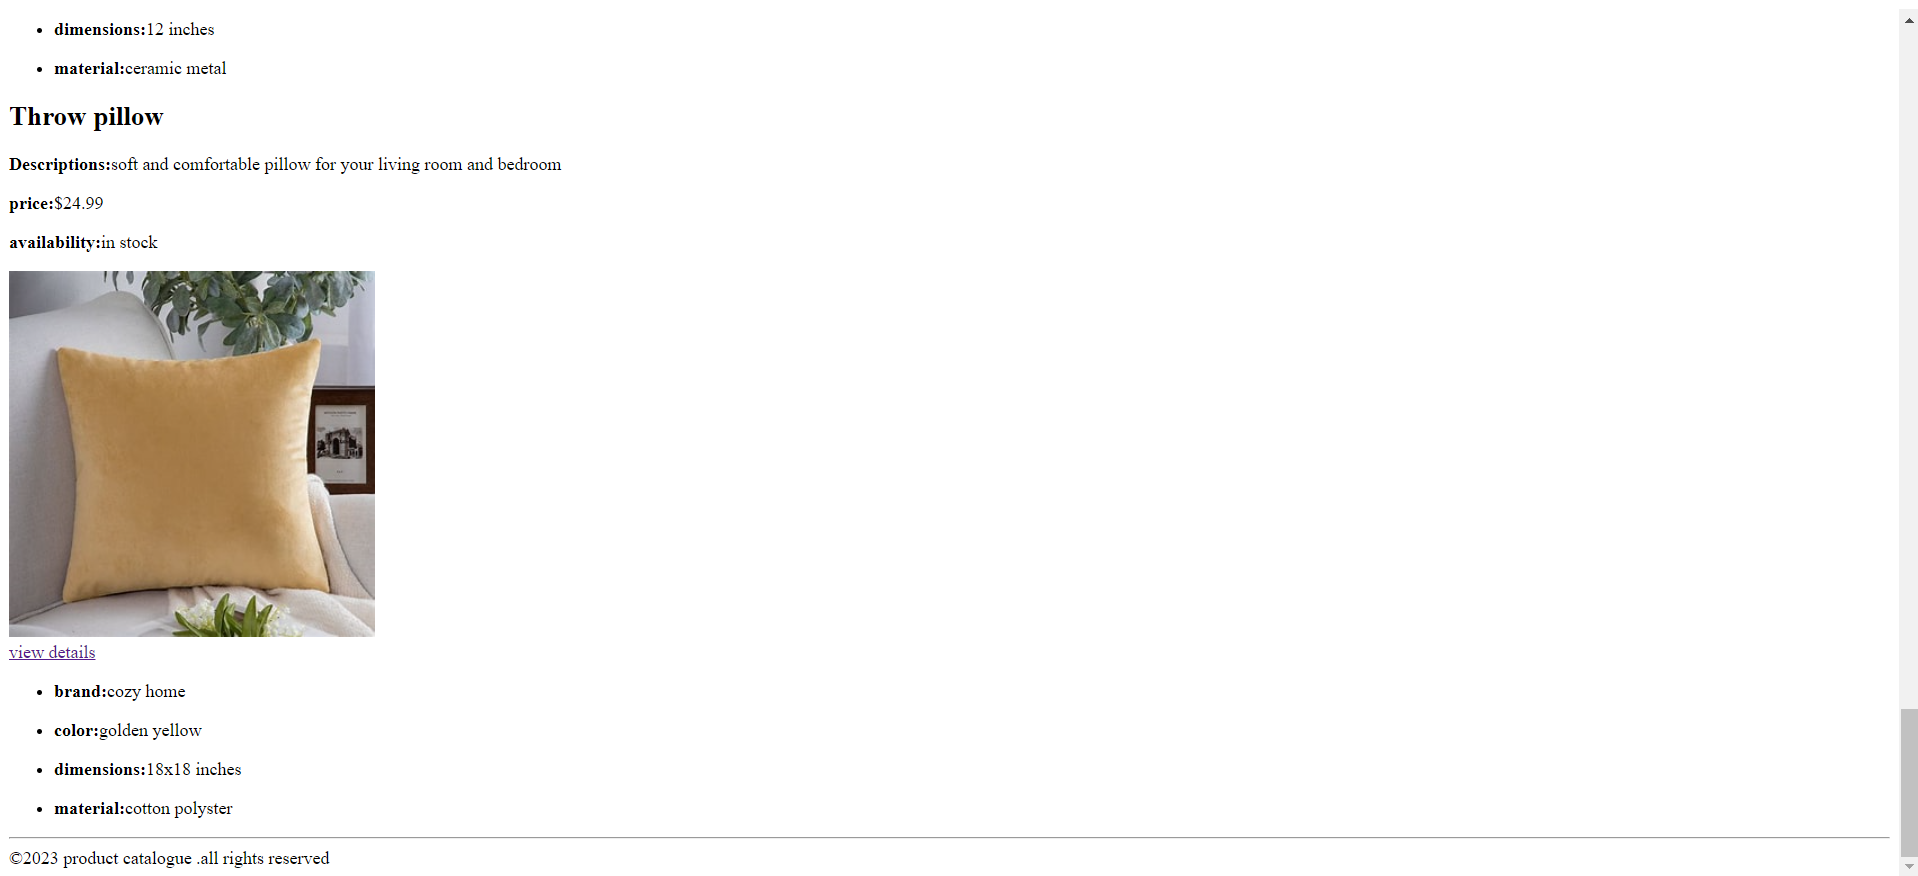 dimensions:12 inches
material:ceramic metal
Throw pillow
Descriptions:soft and comfortable pillow for your living room and bedroom
price:$24.99
availability:in stock
view details
brand:cozy home
color:golden yellow
dimensions:18x18 inches
material:cotton polyster
©2023 product catalogue .all rights reserved